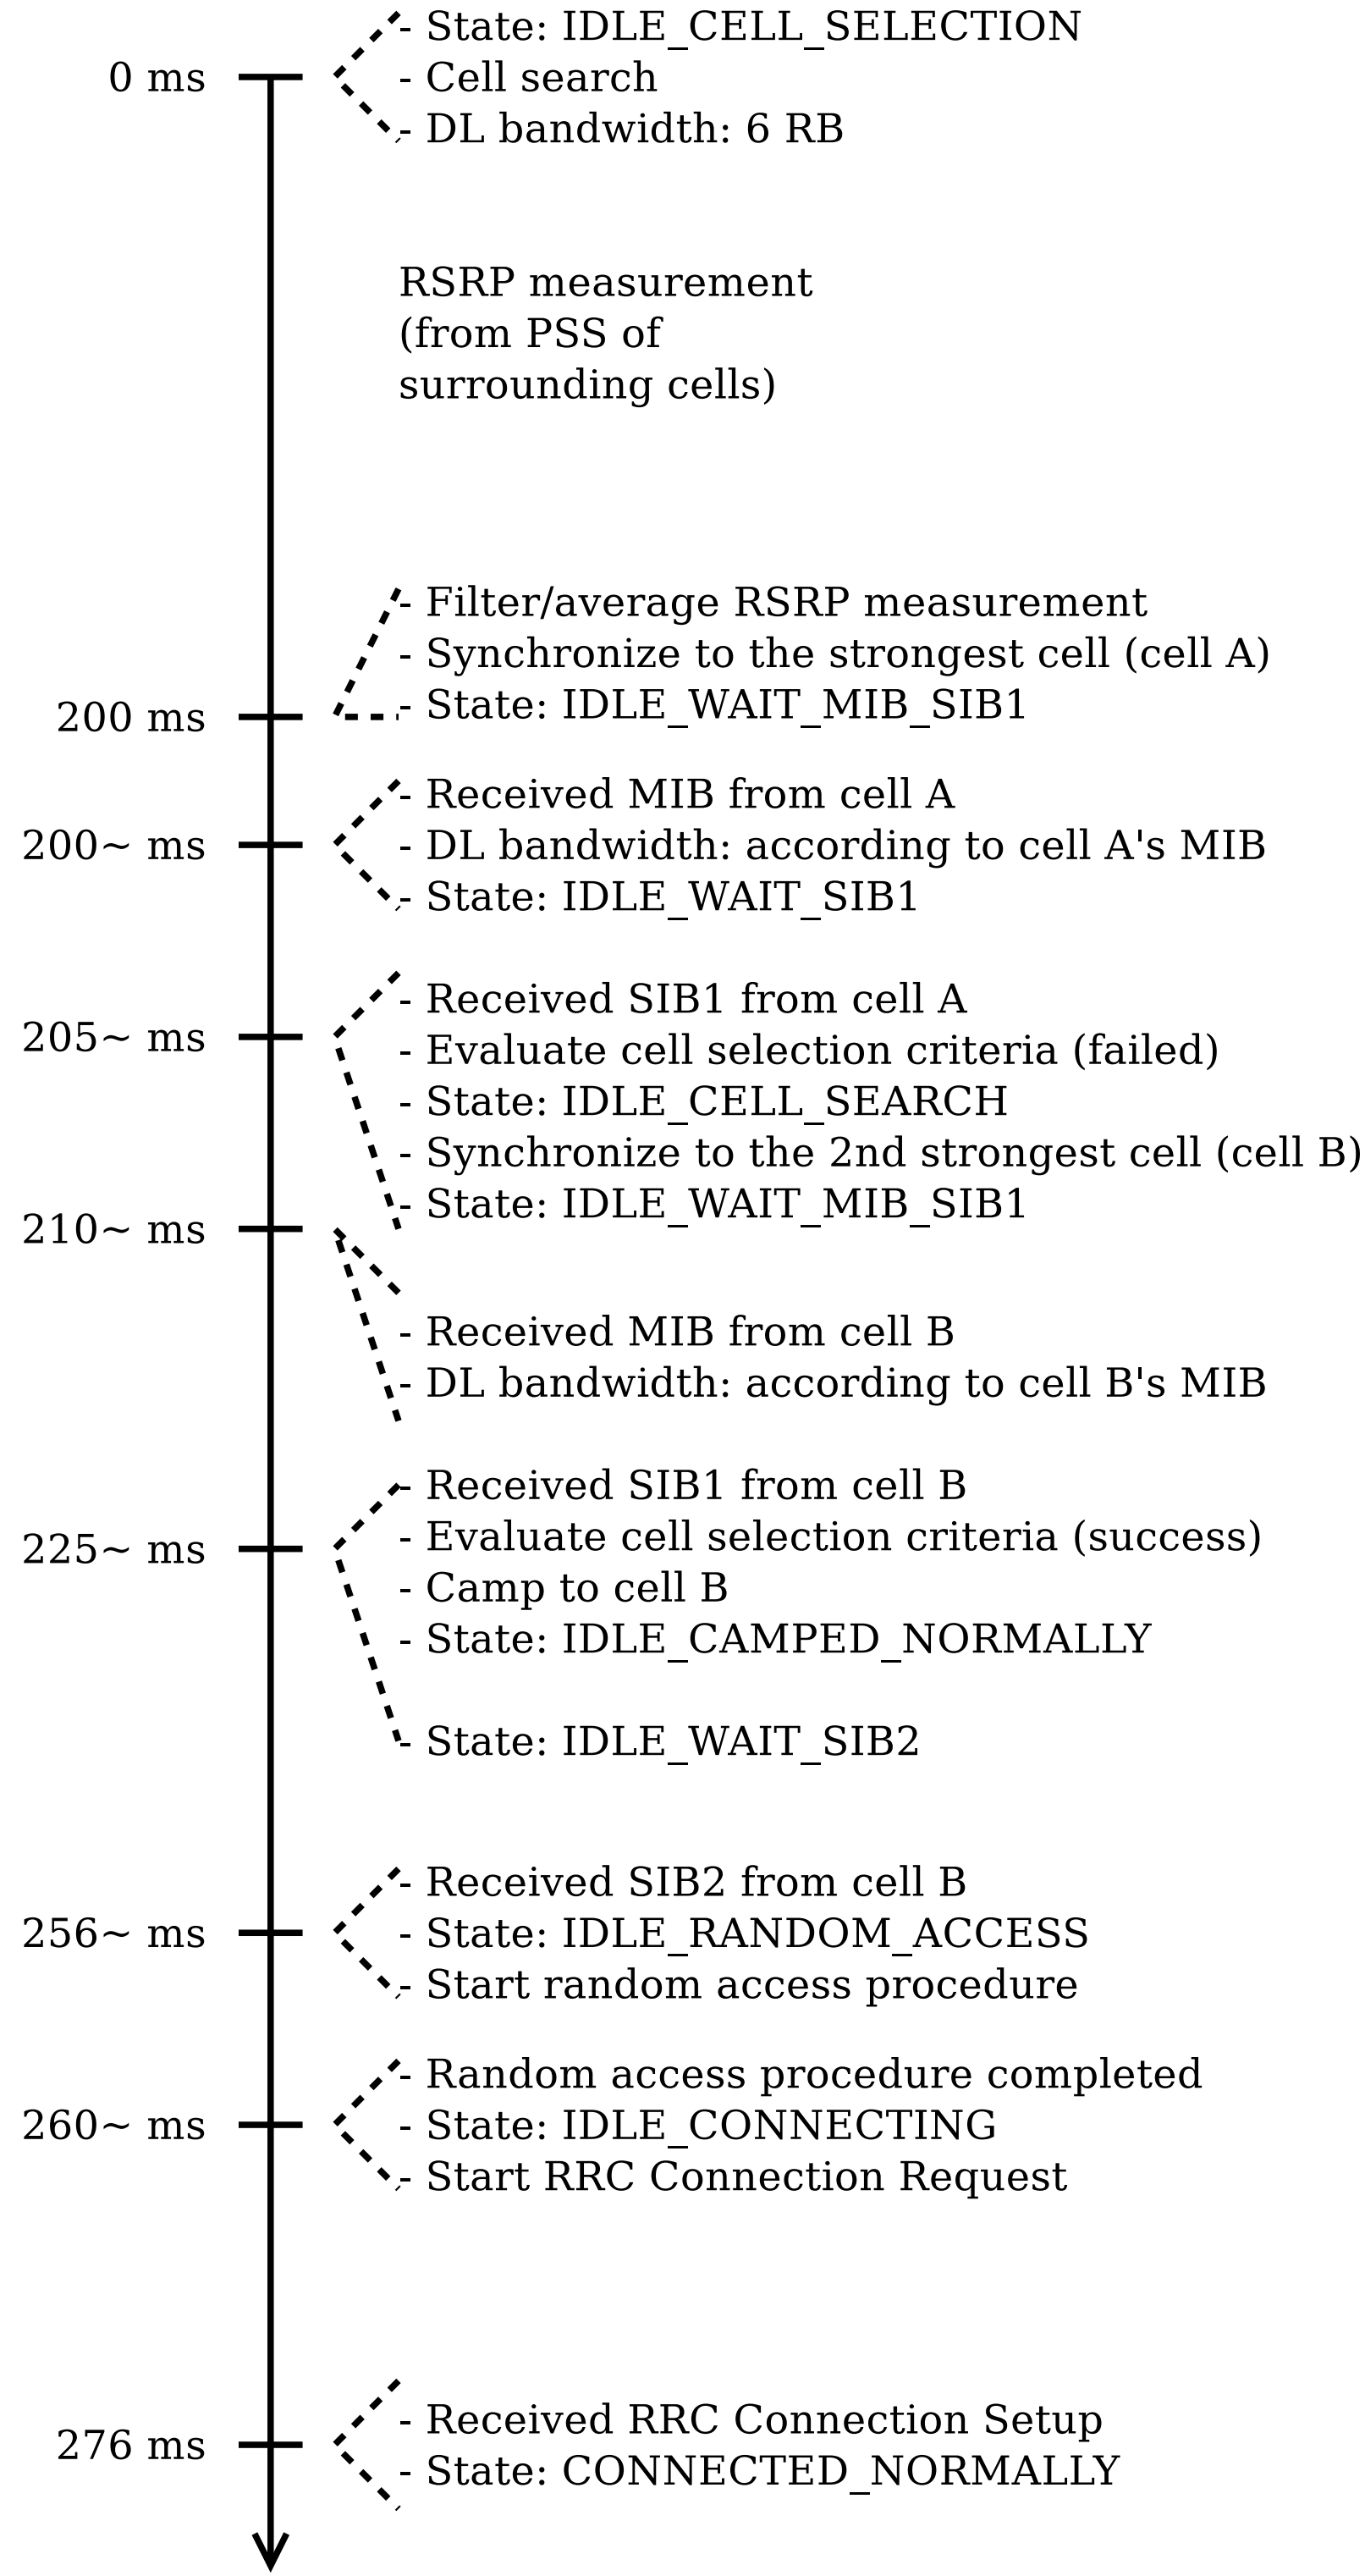 - State: IDLE_CELL_SELECTION
0 ms
- Cell search
- DL bandwidth: 6 RB
RSRP measurement
(from PSS of
surrounding cells)
- Filter/average RSRP measurement
- Synchronize to the strongest cell (cell A)
- State: IDLE_WAIT_MIB_SIB1
200 ms
- Received MIB from cell A
200~ ms
- DL bandwidth: according to cell A's MIB
- State: IDLE_WAIT_SIB1
- Received SIB1 from cell A
205~ ms
- Evaluate cell selection criteria (failed)
- State: IDLE_CELL_SEARCH
- Synchronize to the 2nd strongest cell (cell B)
- State: IDLE_WAIT_MIB_SIB1
210~ ms
- Received MIB from cell B
- DL bandwidth: according to cell B's MIB
- Received SIB1 from cell B
225~ ms
- Evaluate cell selection criteria (success)
- Camp to cell B
- State: IDLE_CAMPED_NORMALLY
- State: IDLE_WAIT_SIB2
- Received SIB2 from cell B
256~ ms
- State: IDLE_RANDOM_ACCESS
- Start random access procedure
- Random access procedure completed
260~ ms
- State: IDLE_CONNECTING
- Start RRC Connection Request
- Received RRC Connection Setup
276 ms
- State: CONNECTED_NORMALLY